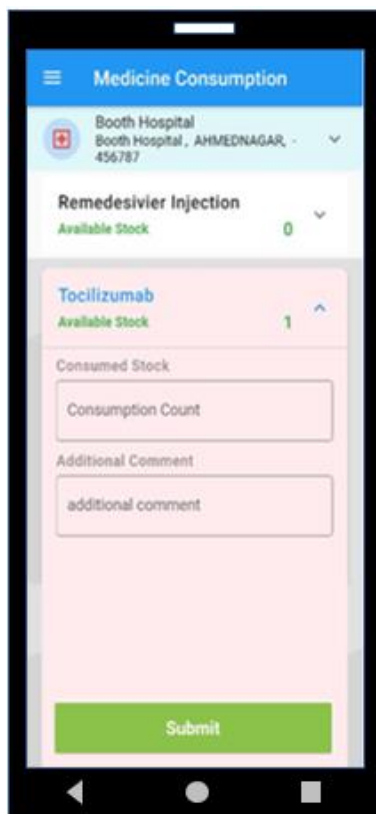 Medicine Consumption
Booth Hospital
Booth Hospital , AHMEDNAGAR, -
456787
Remedesivier Injection
Available Stock 0
Tocilizumab
Available Stock 1
Consumed Stock
Consumption Count
Additional Comment
additional comment
Submit